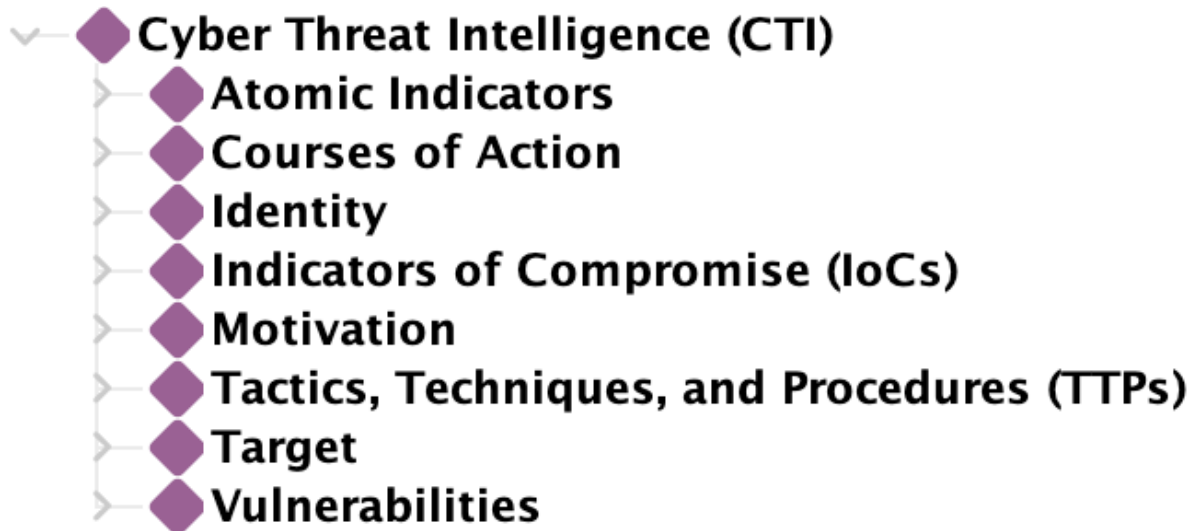 Cyber Threat Intelligence (CTI)
Atomic Indicators
Courses of Action
Identity
Indicators of Compromise (IoCs)
Motivation
Tactics, Techniques, and Procedures (TTPs)
Target
Vulnerabilities